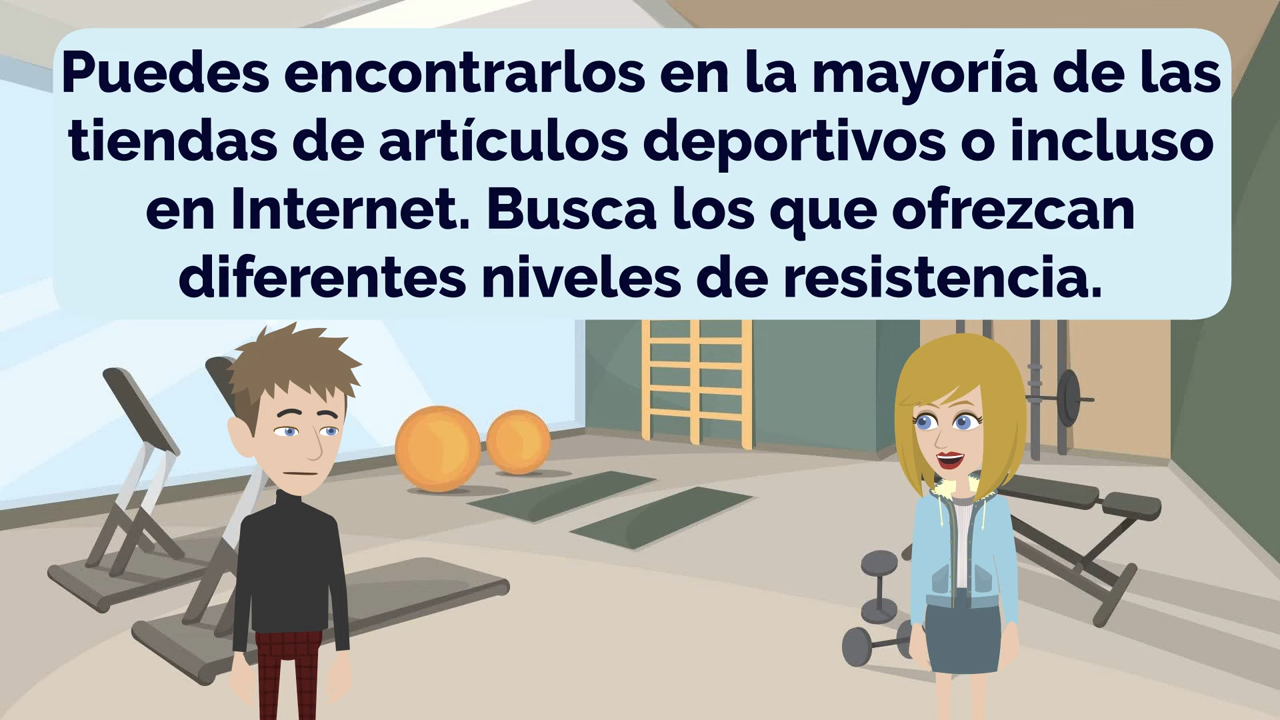 Puedes encontrarlos en la mayoría de las
tiendas de artículos deportivos o incluso
en Internet. Busca los que ofrezcan
diferentes niveles de resistencia.